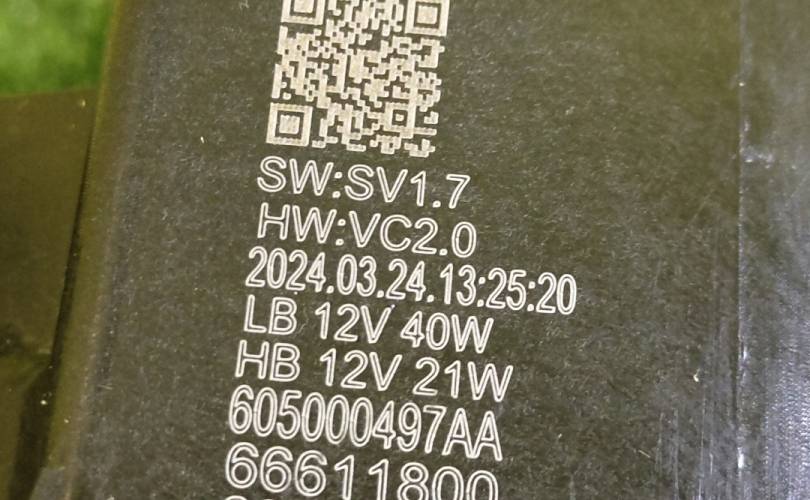 SW:SV1.7
HW:VC2.0
2024.03.24.13:25:20
LB 12V 40W
HB 12V 21W
605000497AA
66611800